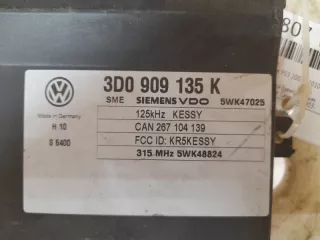 807
3D0 909 135 K
SME SIEMENS VDO 5WK47025
Made in Germany
125kHz KESSY
H 10
CAN 267 104 139
S 5400
FCC ID: KR5KESSY
315 MHz 5WK48824